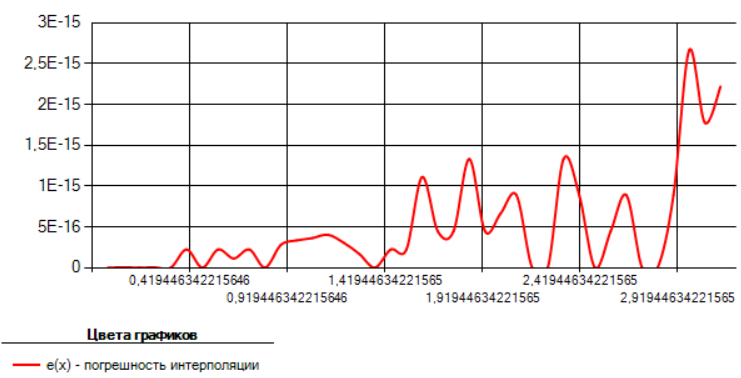 3E-15
2,5E-15
2E-15
1,5E-15
1E-15
5E-16
0
0,419446342215646
1,41944634221565
2,41944634221565
0,919446342215646
1,91944634221565
2,91944634221565
Цвета графиков
e(x) - погрешность интерполяции